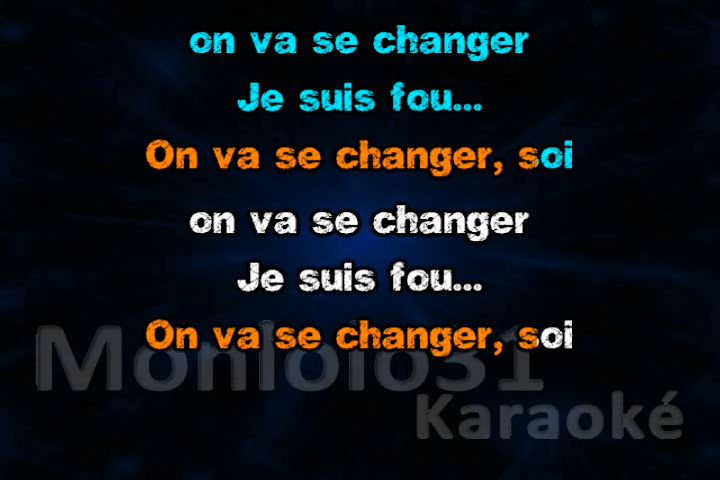 on va se changer
Je suis fou...
On va se changer, soi
on va se changer
Je suis fou...
On va se changer, soi
Monlolo31
Karaoké